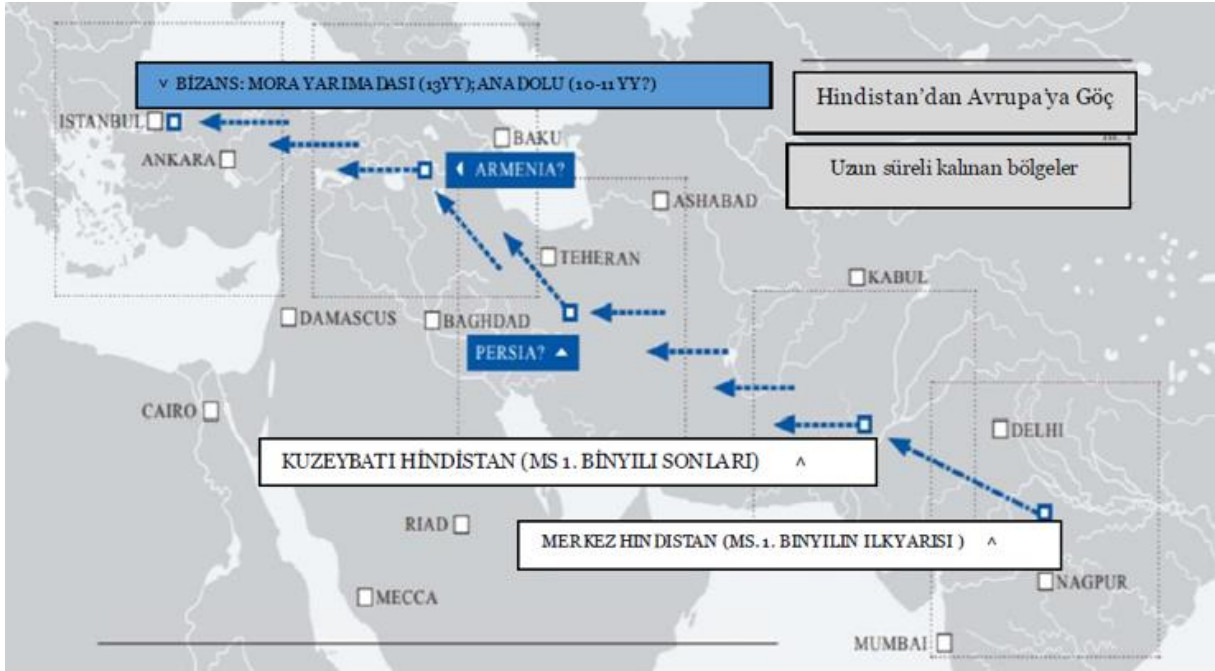 v BİZANS: MORA YARIMADASI (13YY); ANADOLU (10-11 YY?)
Hindistan'dan Avrupa'ya Göç
ISTANBUL
BAKU
ANKARA
◂ ARMENIA?
Uzun süreli kalınan bölgeler
ASHABAD
TEHERAN
KABUL
DAMASCUS
BAGHDAD
PERSIA? ▴
CAIRO
DELHI
KUZEYBATI HİNDİSTAN (MS 1. BİNYILI SONLARI) ^
RIAD
MERKEZ HINDISTAN (MS. 1. BINYILIN ILKYARISI ) ^
NAGPUR
MECCA
MUMBAI